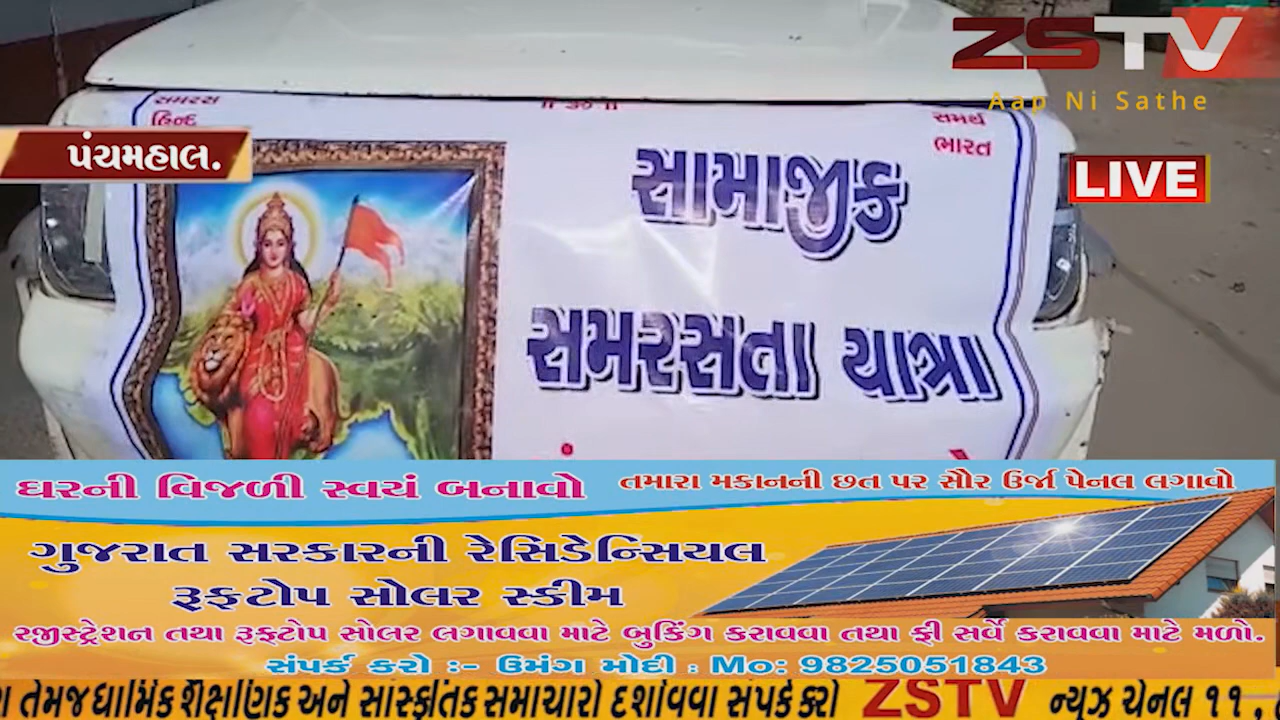 ZSTV
Aap Ni Sathe
સમરસ
હિન્દ
॥ ૐ ॥
સમર્થ
ભારત
પંચમહાલ.
LIVE
સામાજીક
સમરસતા યાત્રા
ઘરની વિજળી સ્વયં બનાવો
તમારા મકાનની છત પર સૌર ઉર્જા પેનલ લગાવો
ગુજરાત સરકારની રેસિડેન્સિયલ
રૂફટોપ સોલર સ્કીમ
રજીસ્ટ્રેશન તથા રૂફટોપ સોલર લગાવવા માટે બુકિંગ કરાવવા તથા ફ્રી સર્વે કરાવવા માટે મળો.
સંપર્ક કરો :- ઉમંગ મોદી : Mo: 9825051843
તેમજ ધાર્મિક શૈક્ષણિક અને સાંસ્કૃતિક સમાચારો દર્શાવવા સંપર્ક કરો ZSTV ન્યૂઝ ચેનલ ૧૧,